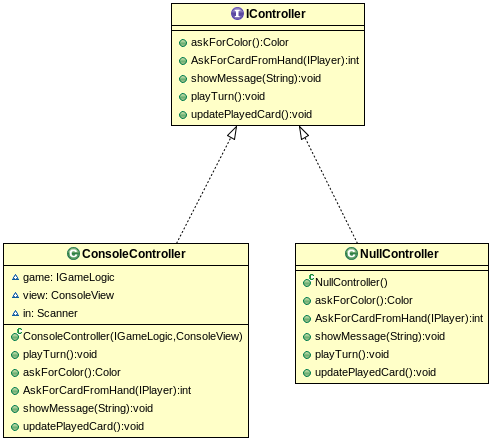 IController
askForColor():Color
AskForCardFromHand(IPlayer):int
showMessage(String):void
playTurn():void
updatePlayedCard():void
ConsoleController
game: IGameLogic
view: ConsoleView
in: Scanner
ConsoleController(IGameLogic,ConsoleView)
playTurn():void
askForColor():Color
AskForCardFromHand(IPlayer):int
showMessage(String):void
updatePlayedCard():void
NullController
NullController()
askForColor():Color
AskForCardFromHand(IPlayer):int
showMessage(String):void
playTurn():void
updatePlayedCard():void